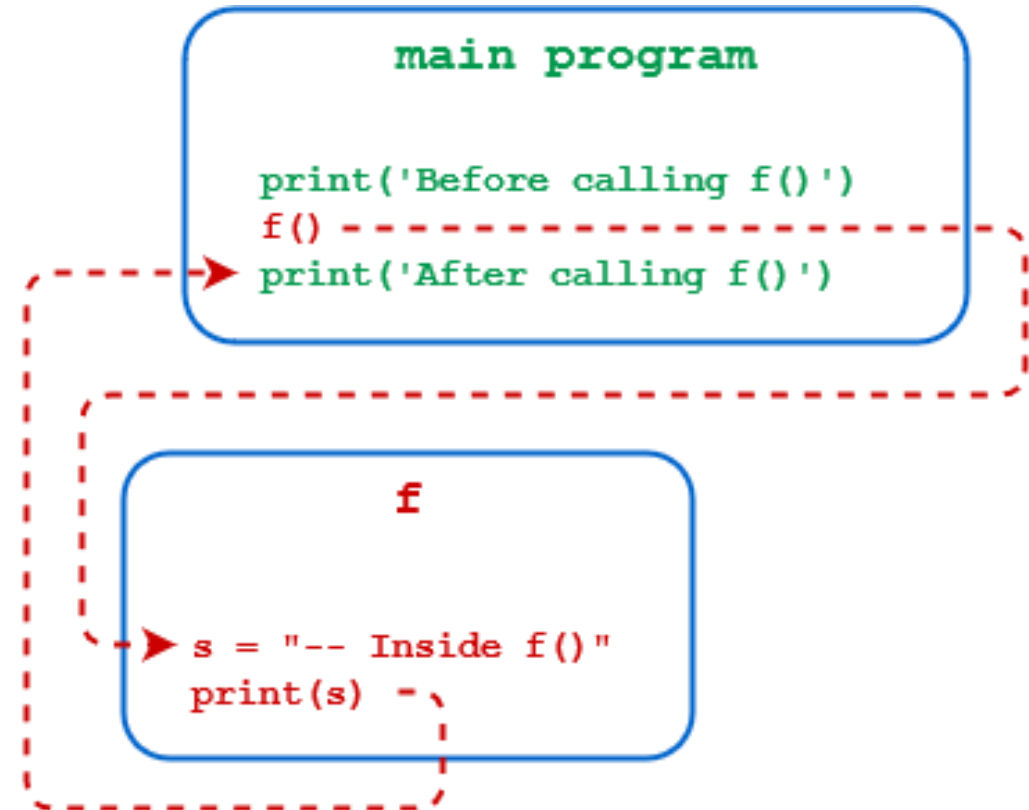 main program
print('Before calling f()')
f()
print('After calling f()')
f
s = "-- Inside f()"
print(s)